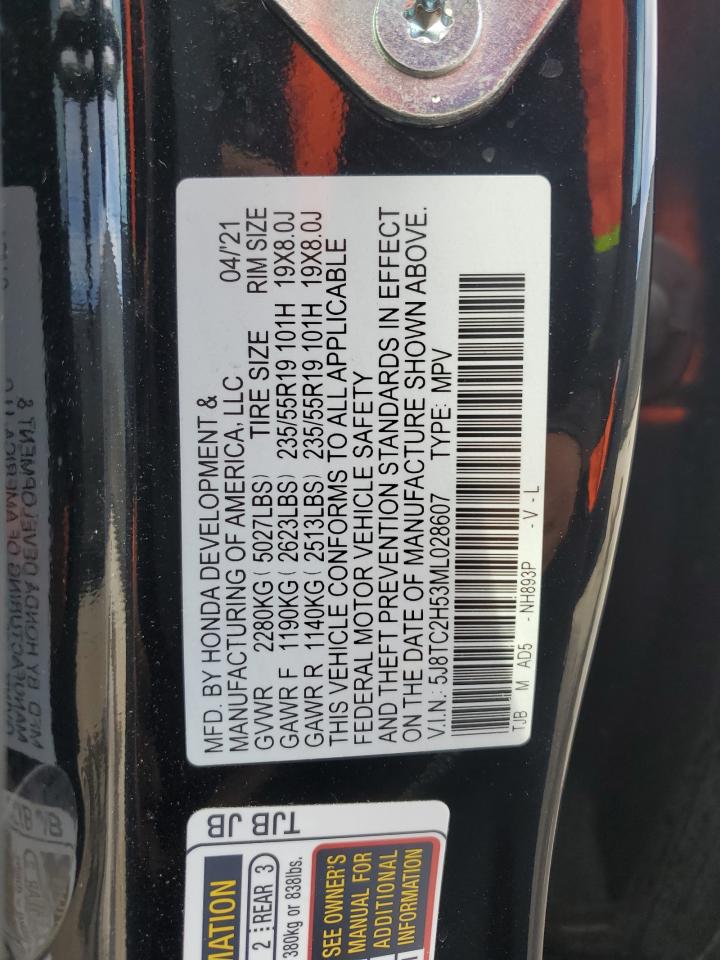 MFD. BY HONDA DEVELOPMENT &
MANUFACTURING OF AMERICA, LLC 04/'21
GVWR 2280KG ( 5027LBS) TIRE SIZE RIM SIZE
GAWR F 1190KG ( 2623LBS) 235/55R19 101H 19X8.0J
GAWR R 1140KG ( 2513LBS) 235/55R19 101H 19X8.0J
THIS VEHICLE CONFORMS TO ALL APPLICABLE
FEDERAL MOTOR VEHICLE SAFETY
AND THEFT PREVENTION STANDARDS IN EFFECT
ON THE DATE OF MANUFACTURE SHOWN ABOVE.
V.I.N.: 5J8TC2H53ML028607 TYPE: MPV
TJB M AD5 -NH893P -V-L
TJB JB
MATION
2 REAR 3
380kg or 838lbs.
SEE OWNER'S
MANUAL FOR
ADDITIONAL
INFORMATION